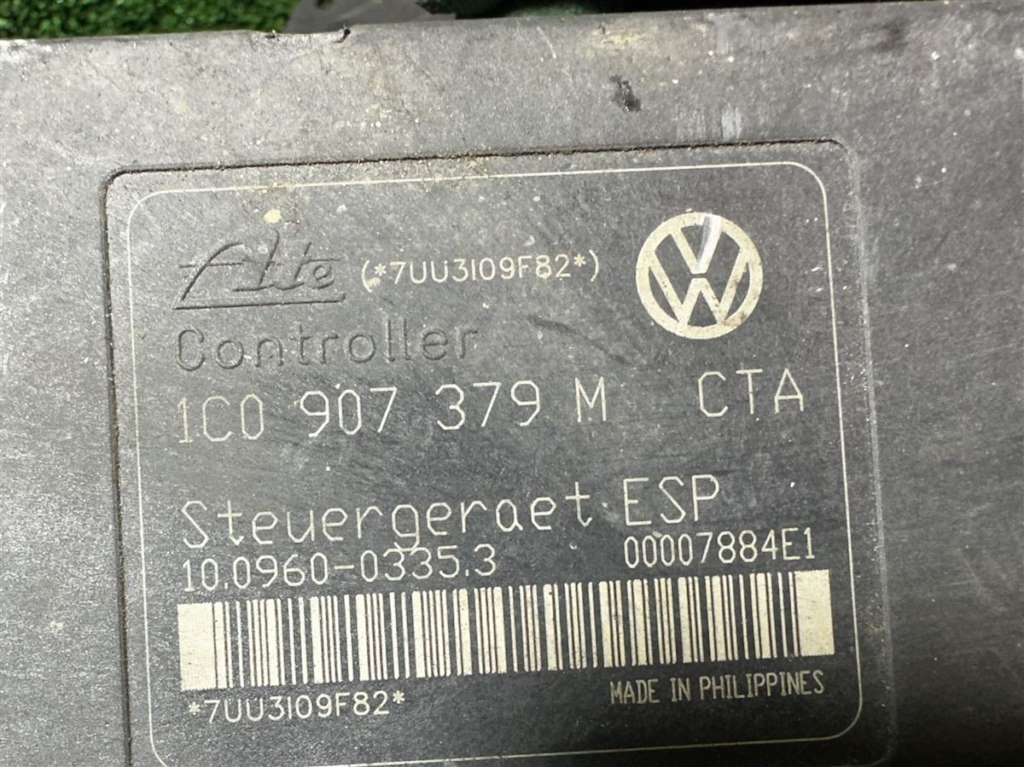 Ate (*7UU3I09F82*)
Controller
1C0 907 379 M CTA
Steuergeraet ESP
10.0960-0335.3 00007884E1
*7UU3I09F82* MADE IN PHILIPPINES